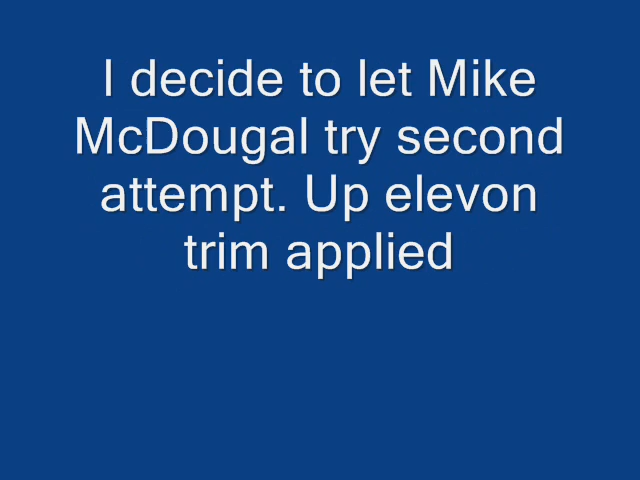 I decide to let Mike
McDougal try second
attempt. Up elevon
trim applied